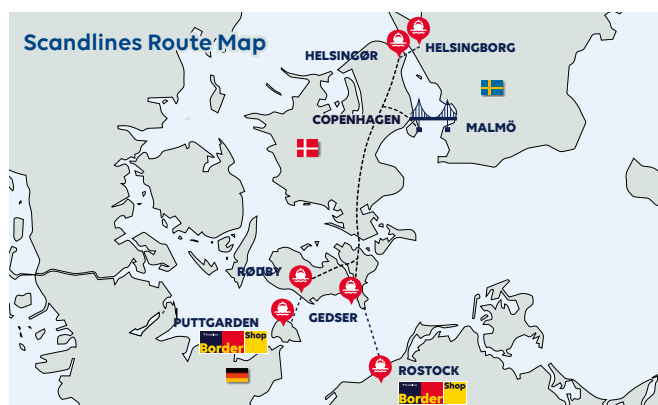 Scandlines Route Map
HELSINGØR
HELSINGBORG
COPENHAGEN
MALMÖ
RØDBY
PUTTGARDEN
GEDSER
Shop
Border
ROSTOCK
Shop
Border